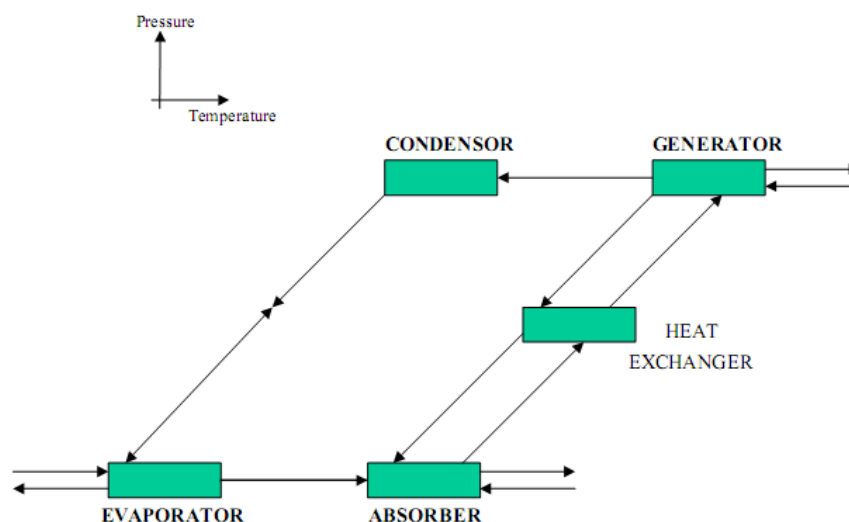 Pressure
Temperature
CONDENSOR
GENERATOR
HEAT
EXCHANGER
EVAPORATOR
ABSORBER